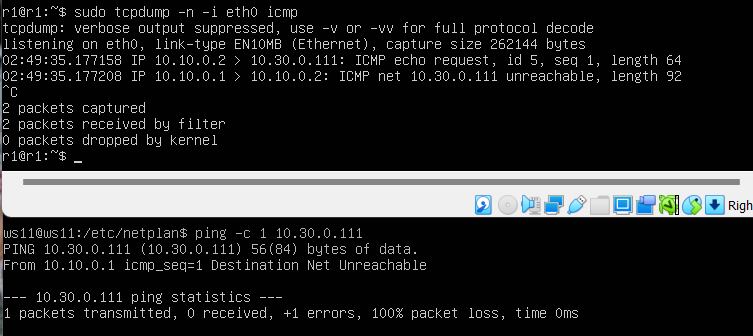 r1@r1:~$ sudo tcpdump -n -i eth0 icmp
tcpdump: verbose output suppressed, use -v or -vv for full protocol decode
listening on eth0, link-type EN10MB (Ethernet), capture size 262144 bytes
02:49:35.177158 IP 10.10.0.2 > 10.30.0.111: ICMP echo request, id 5, seq 1, length 64
02:49:35.177208 IP 10.10.0.1 > 10.10.0.2: ICMP net 10.30.0.111 unreachable, length 92
^C
2 packets captured
2 packets received by filter
0 packets dropped by kernel
r1@r1:~$ _
Righ
ws11@ws11:/etc/netplan$ ping -c 1 10.30.0.111
PING 10.30.0.111 (10.30.0.111) 56(84) bytes of data.
From 10.10.0.1 icmp_seq=1 Destination Net Unreachable

--- 10.30.0.111 ping statistics ---
1 packets transmitted, 0 received, +1 errors, 100% packet loss, time 0ms